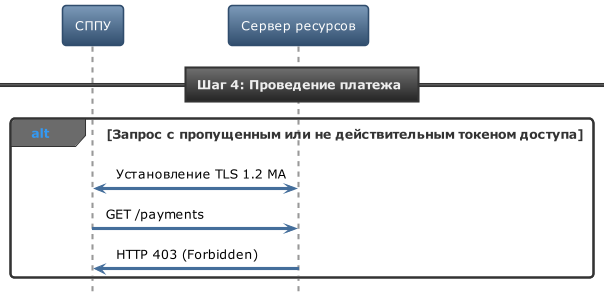 СППУ
Сервер ресурсов
Шаг 4: Проведение платежа
alt
[Запрос с пропущенным или не действительным токеном доступа]
Установление TLS 1.2 MA
GET /payments
HTTP 403 (Forbidden)